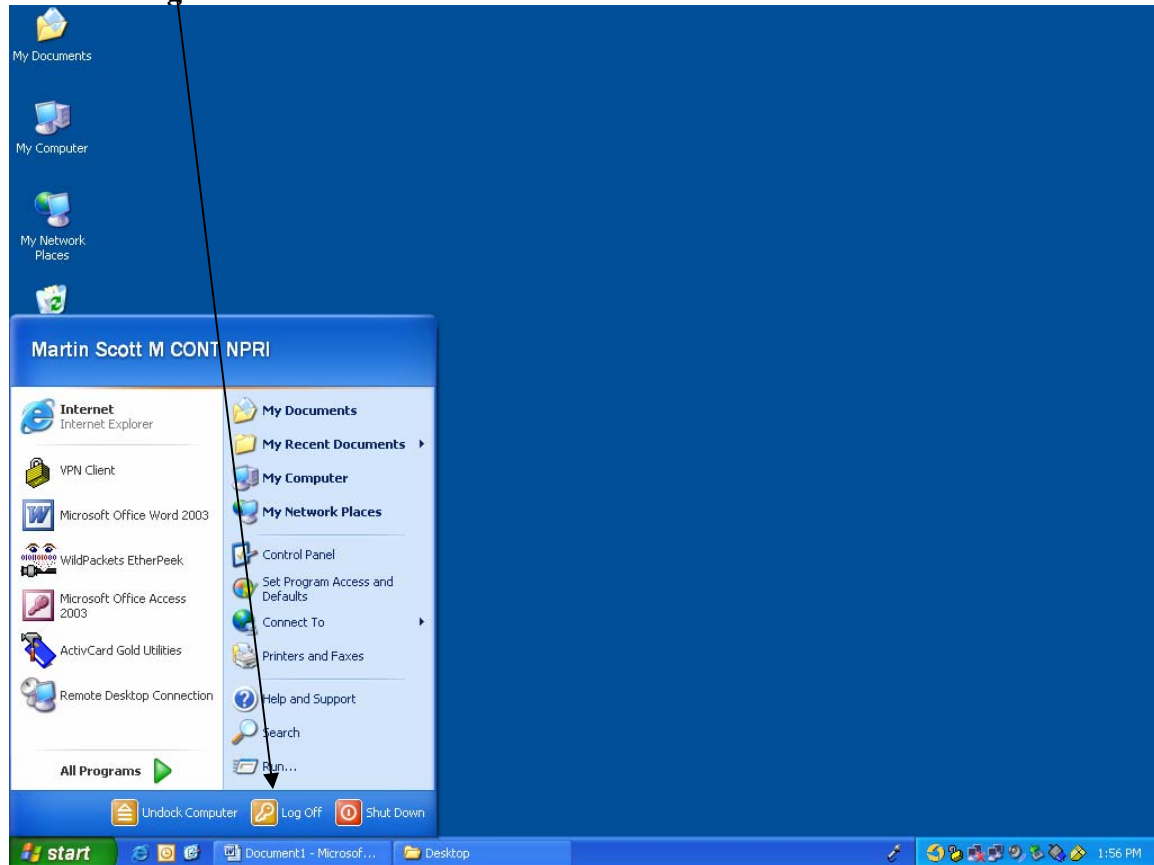 My Documents
My Computer
My Network
Places
Martin Scott M CONT NPRI
Internet
Internet Explorer
VPN Client
Microsoft Office Word 2003
WildPackets EtherPeek
Microsoft Office Access
2003
ActivCard Gold Utilities
Remote Desktop Connection
All Programs
My Documents
My Recent Documents
My Computer
My Network Places
Control Panel
Set Program Access and
Defaults
Connect To
Printers and Faxes
Help and Support
Search
Run...
Undock Computer
Log Off
Shut Down
start
Document1 - Microsof...
Desktop
1:56 PM